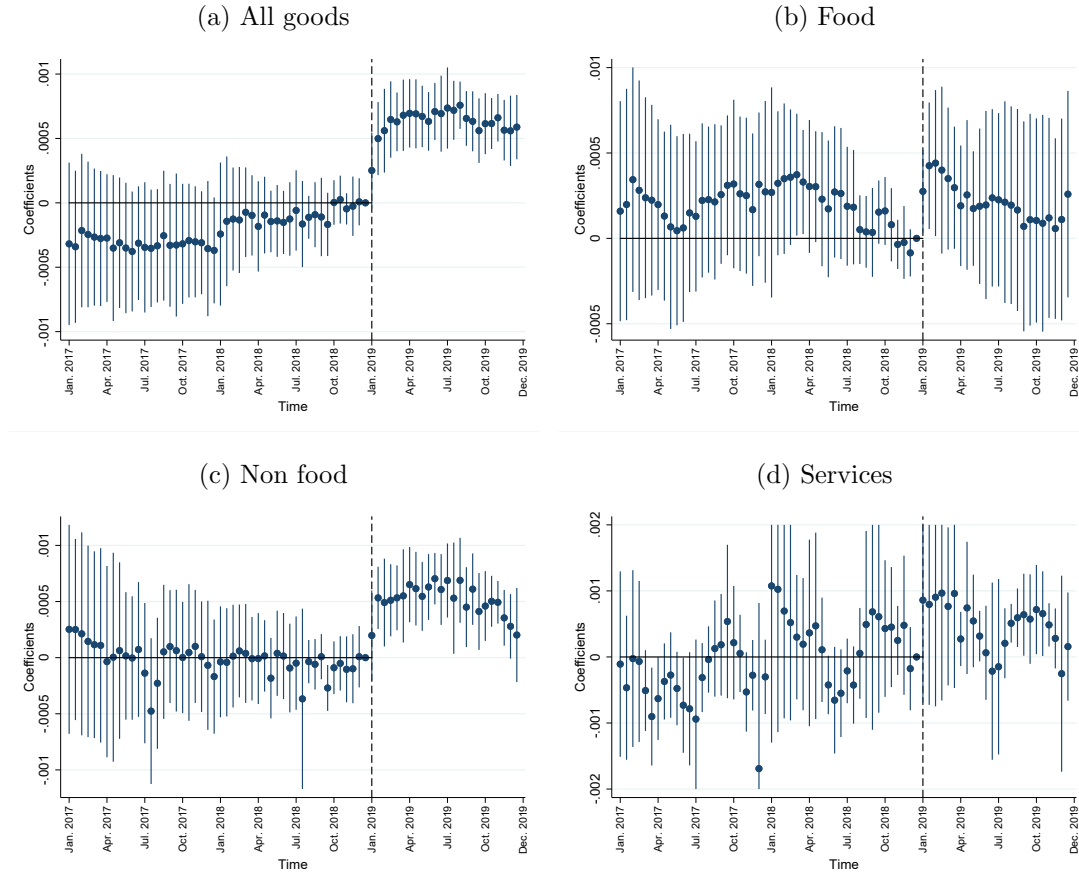 (a) All goods
Coefficients
.001
.0005
0
-.0005
-.001
Jan. 2017
Apr. 2017
Jul. 2017
Oct. 2017
Jan. 2018
Apr. 2018
Jul. 2018
Oct. 2018
Jan. 2019
Apr. 2019
Jul. 2019
Oct. 2019
Dec. 2019
Time
(b) Food
Coefficients
.001
.0005
0
-.0005
Jan. 2017
Apr. 2017
Jul. 2017
Oct. 2017
Jan. 2018
Apr. 2018
Jul. 2018
Oct. 2018
Jan. 2019
Apr. 2019
Jul. 2019
Oct. 2019
Dec. 2019
Time
(c) Non food
Coefficients
.001
.0005
0
-.0005
-.001
Jan. 2017
Apr. 2017
Jul. 2017
Oct. 2017
Jan. 2018
Apr. 2018
Jul. 2018
Oct. 2018
Jan. 2019
Apr. 2019
Jul. 2019
Oct. 2019
Dec. 2019
Time
(d) Services
Coefficients
.002
.001
0
-.001
-.002
Jan. 2017
Apr. 2017
Jul. 2017
Oct. 2017
Jan. 2018
Apr. 2018
Jul. 2018
Oct. 2018
Jan. 2019
Apr. 2019
Jul. 2019
Oct. 2019
Dec. 2019
Time